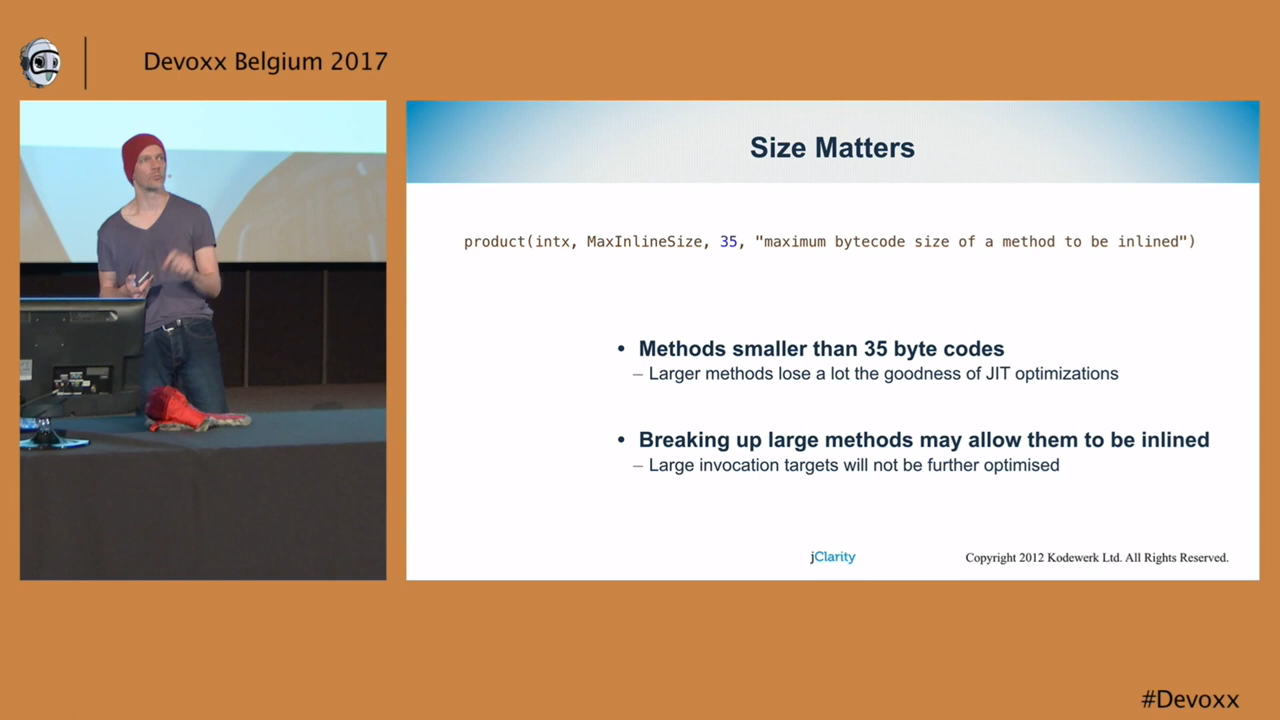 Devoxx Belgium 2017
Size Matters
product(intx, MaxInlineSize, 35, "maximum bytecode size of a method to be inlined")
• Methods smaller than 35 byte codes
– Larger methods lose a lot the goodness of JIT optimizations
• Breaking up large methods may allow them to be inlined
– Large invocation targets will not be further optimised
jClarity
Copyright 2012 Kodewerk Ltd. All Rights Reserved.
#Devoxx